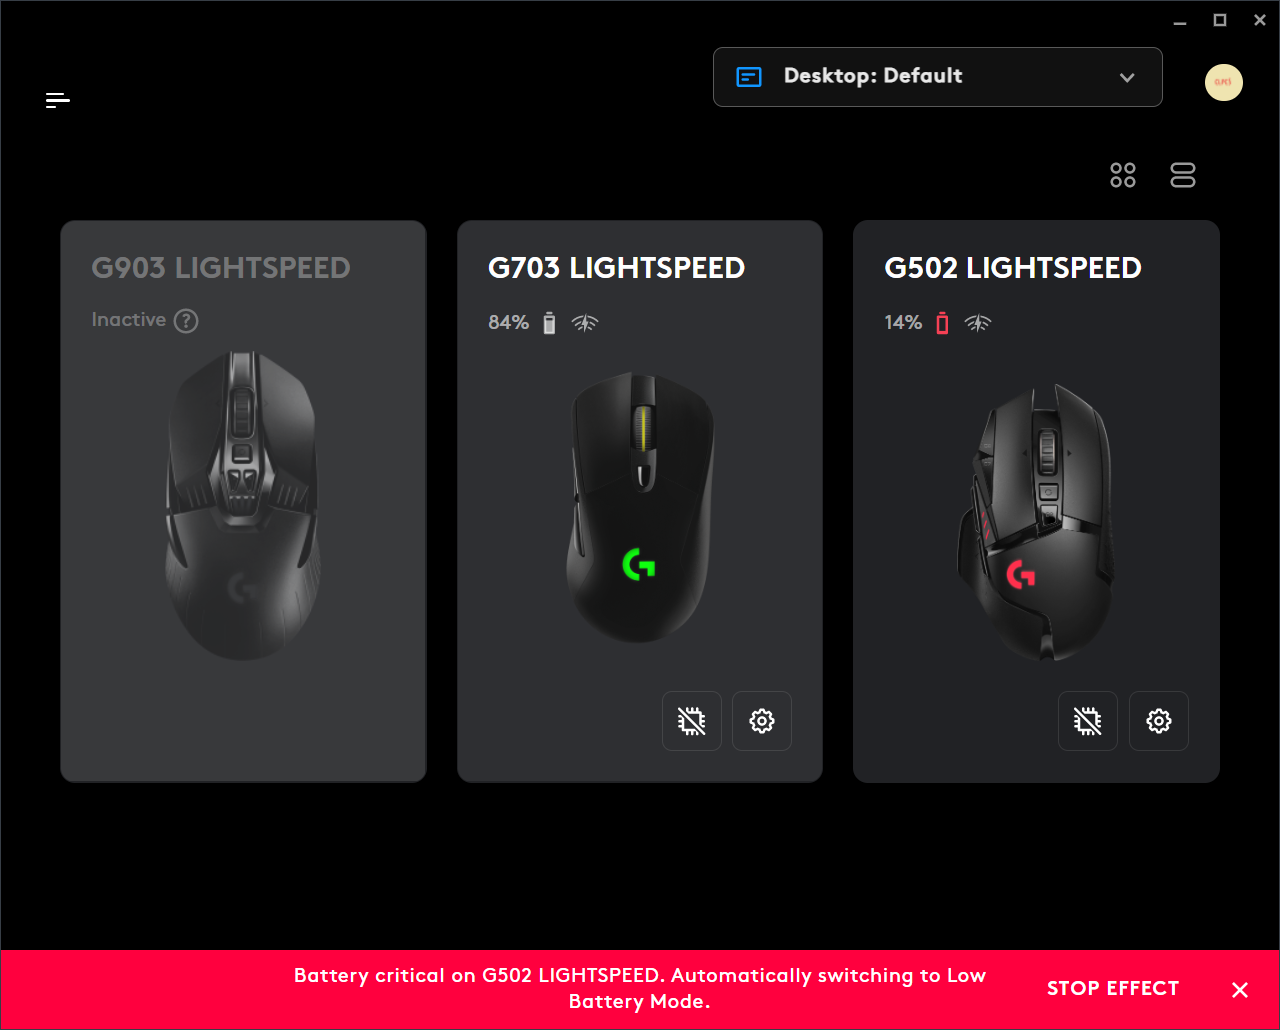 Desktop: Default
GMS
G903 LIGHTSPEED
Inactive ?
G703 LIGHTSPEED
84%
G502 LIGHTSPEED
14%
Battery critical on G502 LIGHTSPEED. Automatically switching to Low
Battery Mode.
STOP EFFECT